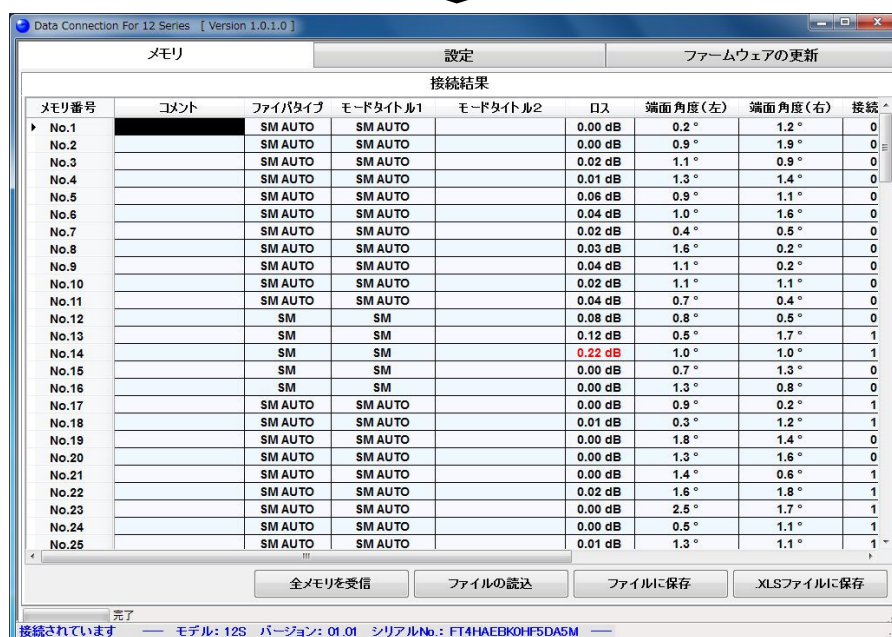 Data Connection For 12 Series [ Version 1.0.1.0 ]
メモリ 設定 ファームウェアの更新
接続結果
メモリ番号 コメント ファイバタイプ モードタイトル1 モードタイトル2 ロス 端面角度(左) 端面角度(右) 接続
No.1 SM AUTO SM AUTO 0.00 dB 0.2 ° 1.2 ° 0
No.2 SM AUTO SM AUTO 0.00 dB 0.9 ° 1.9 ° 0
No.3 SM AUTO SM AUTO 0.02 dB 1.1 ° 0.9 ° 0
No.4 SM AUTO SM AUTO 0.01 dB 1.3 ° 1.4 ° 0
No.5 SM AUTO SM AUTO 0.06 dB 0.9 ° 1.1 ° 0
No.6 SM AUTO SM AUTO 0.04 dB 1.0 ° 1.6 ° 0
No.7 SM AUTO SM AUTO 0.02 dB 0.4 ° 0.5 ° 0
No.8 SM AUTO SM AUTO 0.03 dB 1.6 ° 0.2 ° 0
No.9 SM AUTO SM AUTO 0.04 dB 1.1 ° 0.2 ° 0
No.10 SM AUTO SM AUTO 0.02 dB 1.1 ° 1.1 ° 0
No.11 SM AUTO SM AUTO 0.04 dB 0.7 ° 0.4 ° 0
No.12 SM SM 0.08 dB 0.8 ° 0.5 ° 0
No.13 SM SM 0.12 dB 0.5 ° 1.7 ° 1
No.14 SM SM 0.22 dB 1.0 ° 1.0 ° 1
No.15 SM SM 0.00 dB 0.7 ° 1.3 ° 0
No.16 SM SM 0.00 dB 1.3 ° 0.8 ° 0
No.17 SM AUTO SM AUTO 0.00 dB 0.9 ° 0.2 ° 1
No.18 SM AUTO SM AUTO 0.01 dB 0.3 ° 1.2 ° 1
No.19 SM AUTO SM AUTO 0.00 dB 1.8 ° 1.4 ° 0
No.20 SM AUTO SM AUTO 0.00 dB 1.3 ° 1.6 ° 0
No.21 SM AUTO SM AUTO 0.00 dB 1.4 ° 0.6 ° 1
No.22 SM AUTO SM AUTO 0.02 dB 1.6 ° 1.8 ° 1
No.23 SM AUTO SM AUTO 0.00 dB 2.5 ° 1.7 ° 1
No.24 SM AUTO SM AUTO 0.00 dB 0.5 ° 1.1 ° 1
No.25 SM AUTO SM AUTO 0.01 dB 1.3 ° 1.1 ° 1
全メモリを受信 ファイルの読込 ファイルに保存 .XLSファイルに保存
完了
接続されています ── モデル: 12S バージョン: 01.01 シリアルNo.: FT4HAEBK0HF5DA5M ──